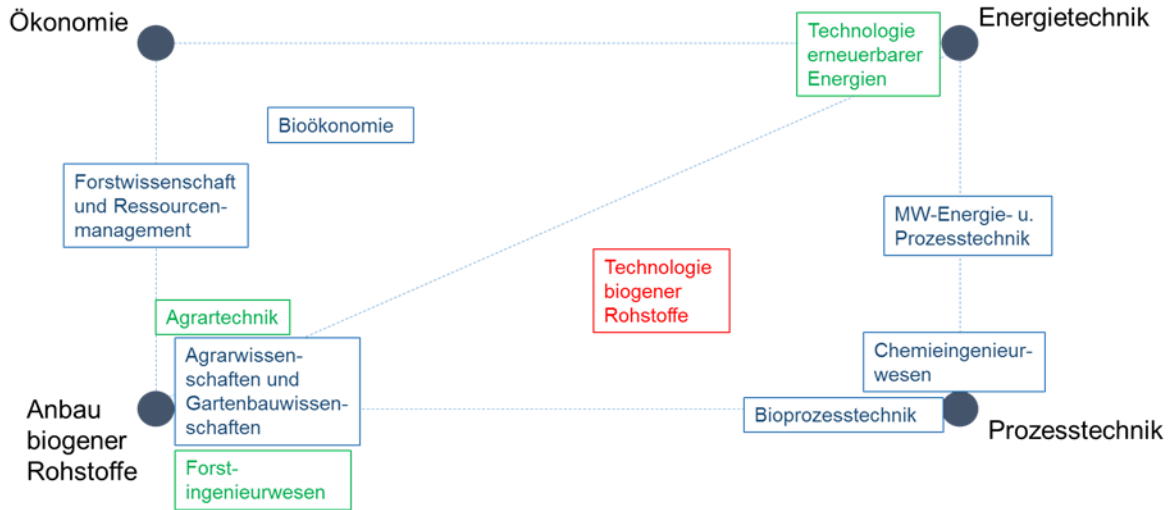 Ökonomie
Energietechnik
Technologie
erneuerbarer
Energien
Bioökonomie
Forstwissenschaft
und Ressourcen-
management
MW-Energie- u.
Prozesstechnik
Technologie
biogener
Rohstoffe
Agrartechnik
Agrarwissen-
schaften und
Gartenbauwissen-
schaften
Chemieingenieur-
wesen
Anbau
biogener
Rohstoffe
Bioprozesstechnik
Prozesstechnik
Forst-
ingenieurwesen